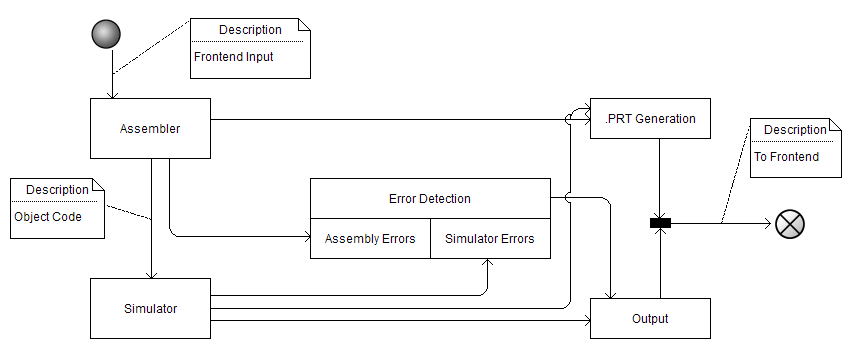 Description
Frontend Input
Assembler
.PRT Generation
Description
To Frontend
Description
Object Code
Error Detection
Assembly Errors
Simulator Errors
Simulator
Output